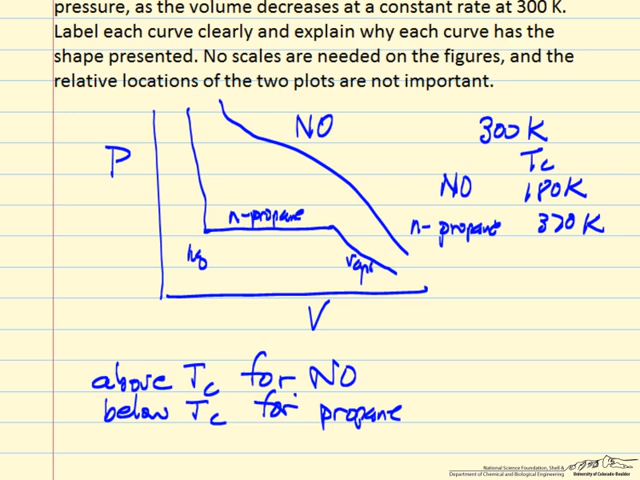 pressure, as the volume decreases at a constant rate at 300 K.
Label each curve clearly and explain why each curve has the
shape presented. No scales are needed on the figures, and the
relative locations of the two plots are not important.
NO
300 K
P
Tc
NO 180 K
n-propane
n-propane 370 K
liq
vapor
V
above Tc for NO
below Tc for propane
National Science Foundation, Shell &
Department of Chemical and Biological Engineering
University of Colorado Boulder